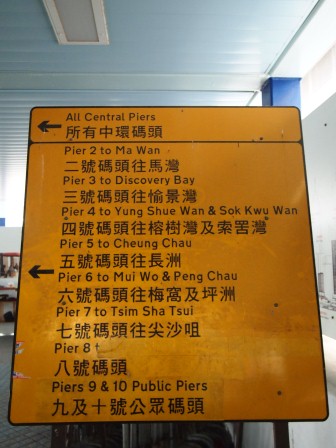 All Central Piers
所有中環碼頭
Pier 2 to Ma Wan
二號碼頭往馬灣
Pier 3 to Discovery Bay
三號碼頭往愉景灣
Pier 4 to Yung Shue Wan & Sok Kwu Wan
四號碼頭往榕樹灣及索罟灣
Pier 5 to Cheung Chau
五號碼頭往長洲
Pier 6 to Mui Wo & Peng Chau
六號碼頭往梅窩及坪洲
Pier 7 to Tsim Sha Tsui
七號碼頭往尖沙咀
Pier 8
八號碼頭
Piers 9 & 10 Public Piers
九及十號公眾碼頭